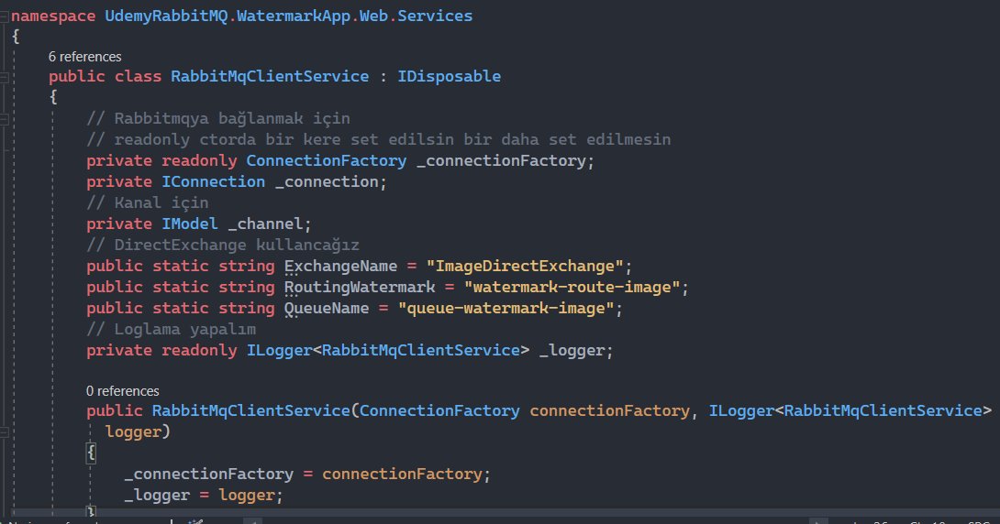 namespace UdemyRabbitMQ.WatermarkApp.Web.Services
{
6 references
public class RabbitMqClientService : IDisposable
{
// Rabbitmqya bağlanmak için
// readonly ctorda bir kere set edilsin bir daha set edilmesin
private readonly ConnectionFactory _connectionFactory;
private IConnection _connection;
// Kanal için
private IModel _channel;
// DirectExchange kullancağız
public static string ExchangeName = "ImageDirectExchange";
public static string RoutingWatermark = "watermark-route-image";
public static string QueueName = "queue-watermark-image";
// Loglama yapalım
private readonly ILogger<RabbitMqClientService> _logger;
0 references
public RabbitMqClientService(ConnectionFactory connectionFactory, ILogger<RabbitMqClientService>
logger)
{
_connectionFactory = connectionFactory;
_logger = logger;
}